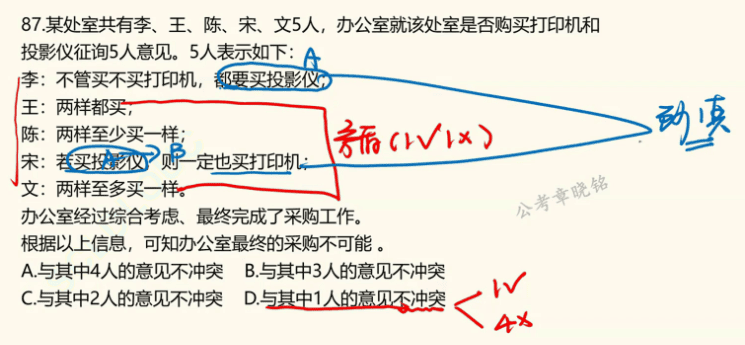 87.某处室共有李、王、陈、宋、文5人，办公室就该处室是否购买打印机和
投影仪征询5人意见。5人表示如下： A
李：不管买不买打印机，都要买投影仪；
王：两样都买；
陈：两样至少买一样；
宋：若买投影仪，则一定也买打印机；
A→B
文：两样至多买一样。
矛盾(1√1×)
必有一真
公考章晓铭
办公室经过综合考虑、最终完成了采购工作。
根据以上信息，可知办公室最终的采购不可能 。
A.与其中4人的意见不冲突 B.与其中3人的意见不冲突
C.与其中2人的意见不冲突 D.与其中1人的意见不冲突
1√
4×